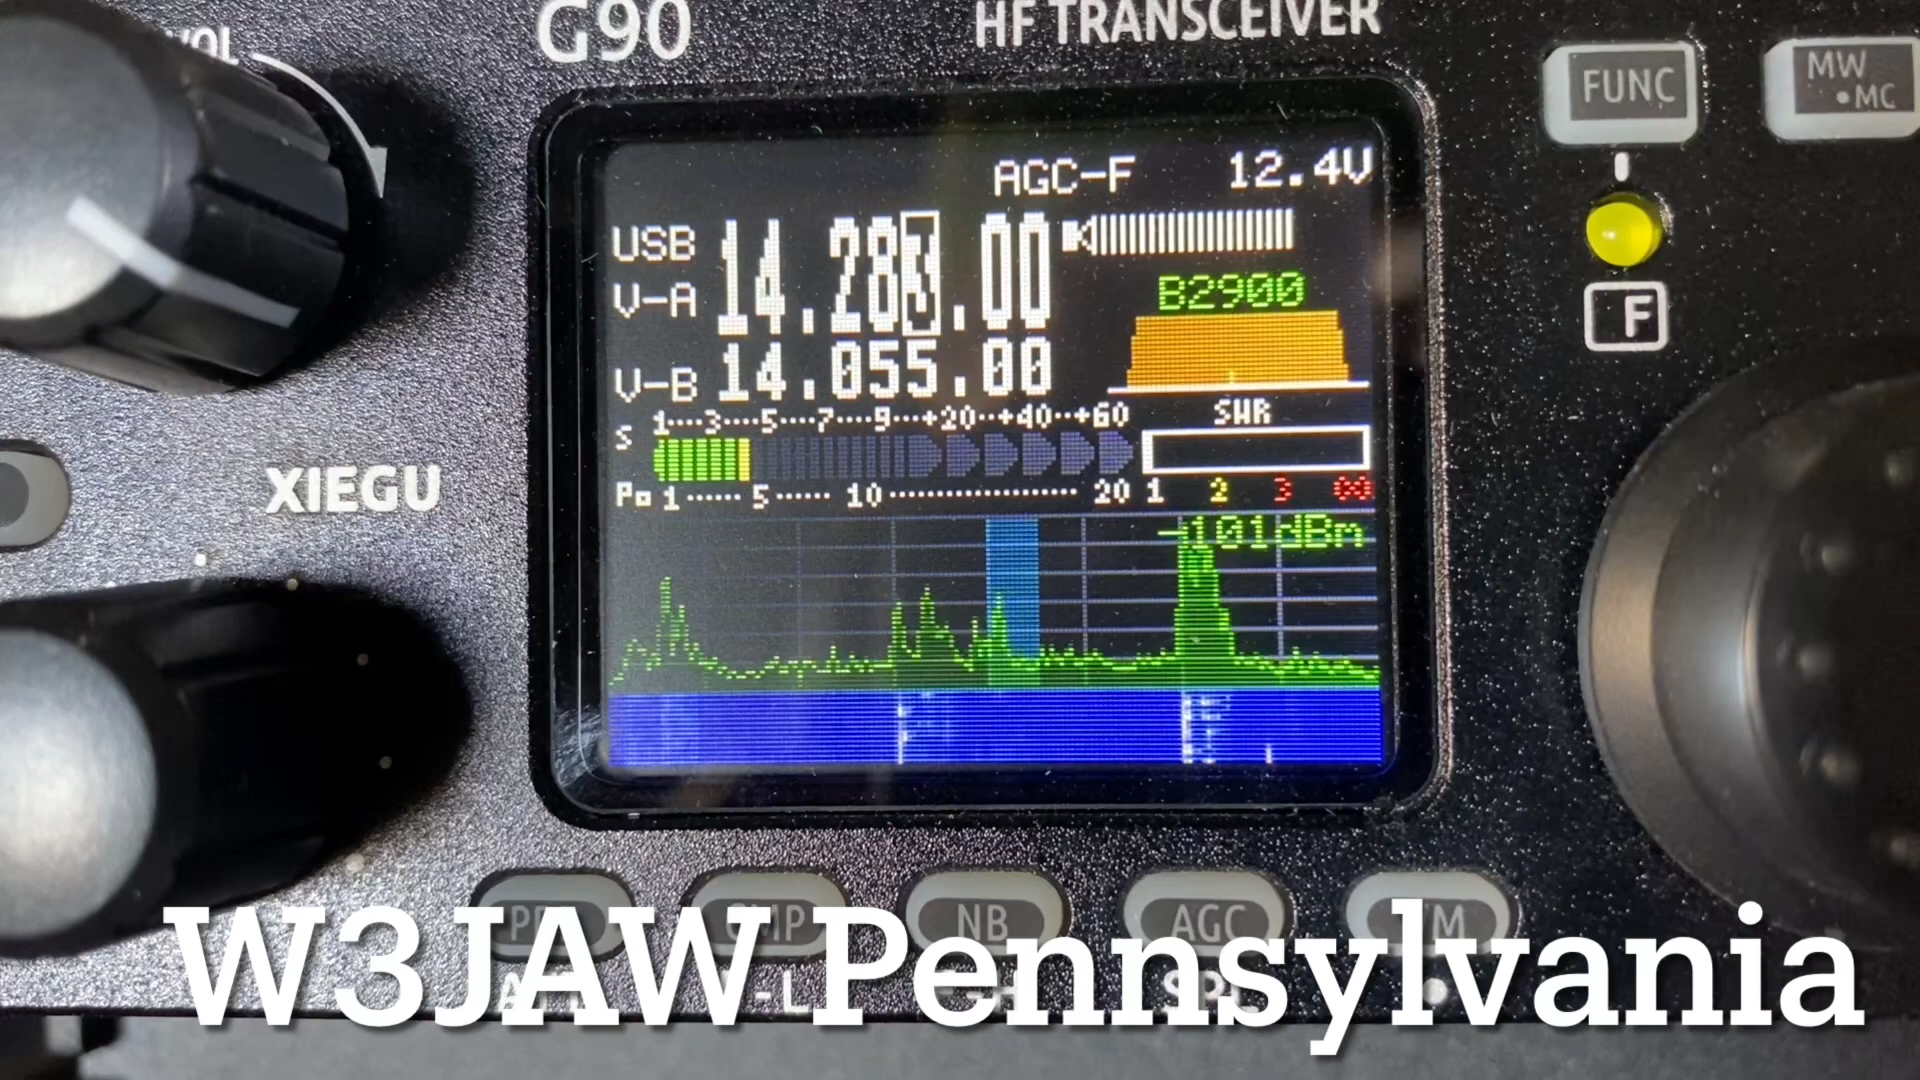 VOL
G90 HF TRANSCEIVER
FUNC
MW
•MC
AGC-F 12.4V
USB
V-A 14.283.00
B2900
V-B 14.055.00
S 1····3···5···7···9··+20··+40··+60
SWR
Po 1······5······10·····················20
1 2 3 ∞
-101dBm
F
XIEGU
NB AGC
W3JAW Pennsylvania